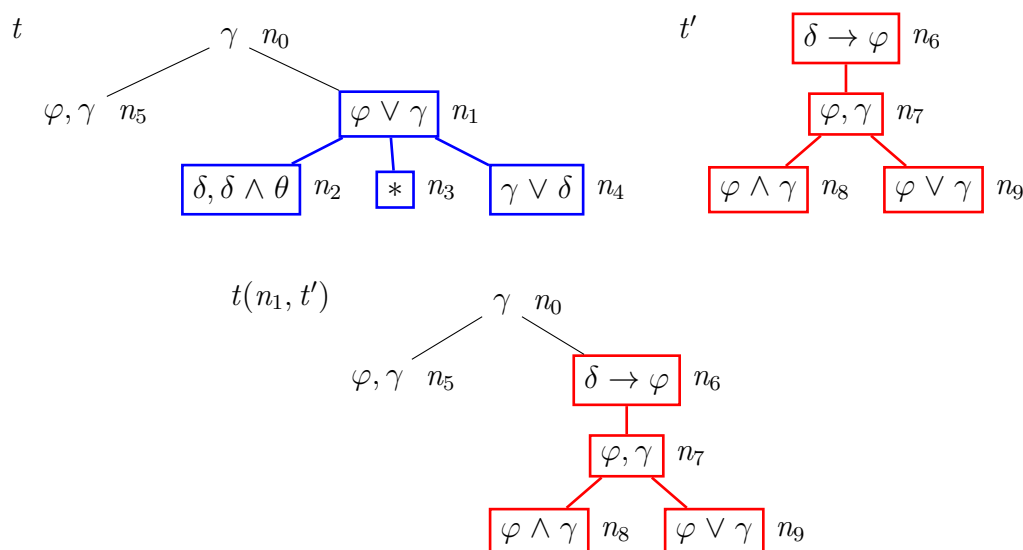 t γ n₀ t′ δ → φ n₆
φ, γ n₅ φ ∨ γ n₁ φ, γ n₇
δ, δ ∧ θ n₂ * n₃ γ ∨ δ n₄ φ ∧ γ n₈ φ ∨ γ n₉
t(n₁, t′) γ n₀
φ, γ n₅ δ → φ n₆
φ, γ n₇
φ ∧ γ n₈ φ ∨ γ n₉